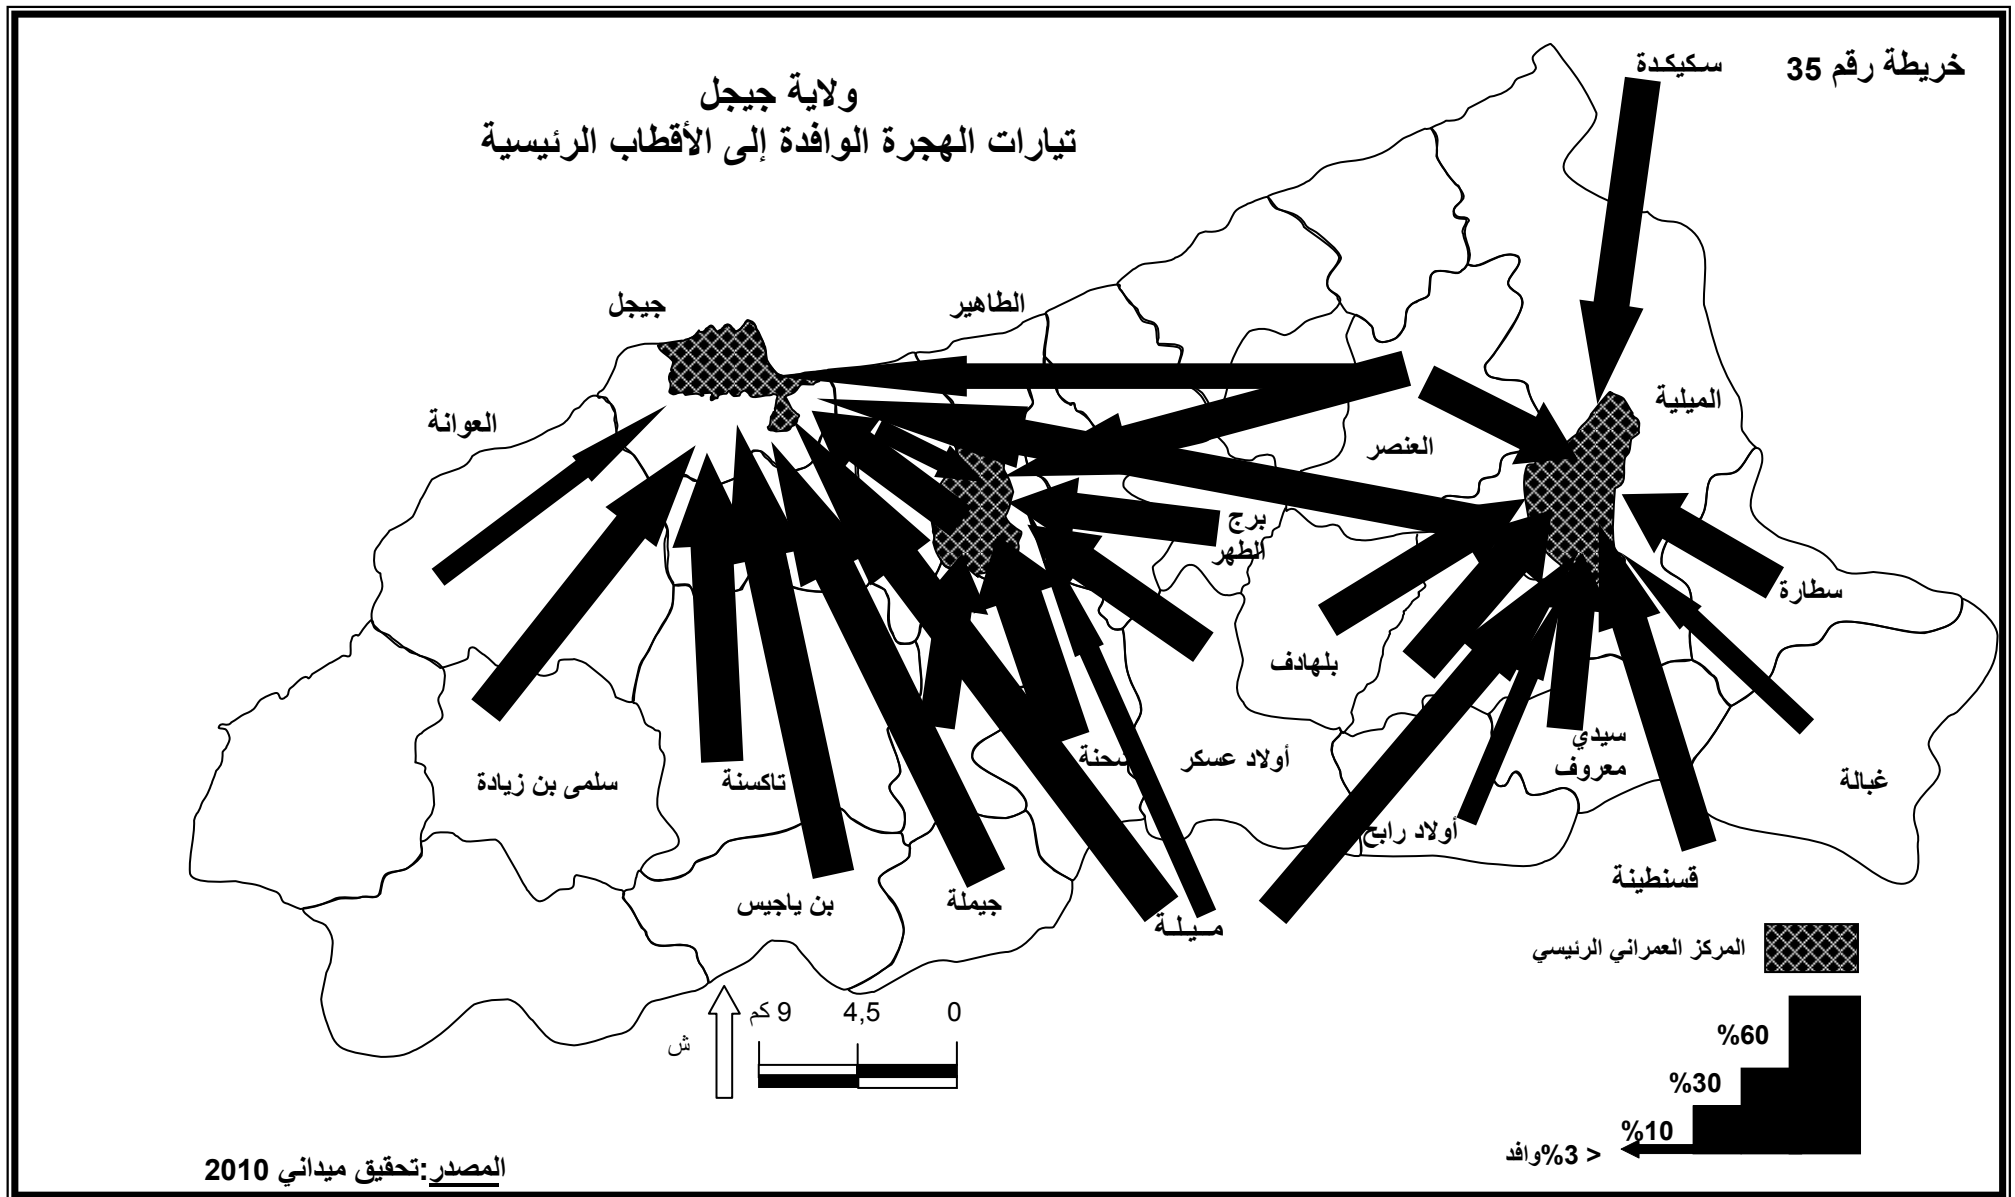 خريطة رقم 35
ولاية جيجل
تيارات الهجرة الوافدة إلى الأقطاب الرئيسية
سكيكدة
الطاهير
جيجل
الميلية
العوانة
العنصر
برج
الطهر
سطارة
بلهادف
سيدي
معروف
غبالة
أولاد عسكر
شحنة
تاكسنة
سلمى بن زيادة
أولاد رابح
قسنطينة
جيملة
بن ياجيس
مـيـلـة
المركز العمراني الرئيسي
0 4,5 9 كم
ش
%60
%30
%10
< 3%وافد
المصدر:تحقيق ميداني 2010